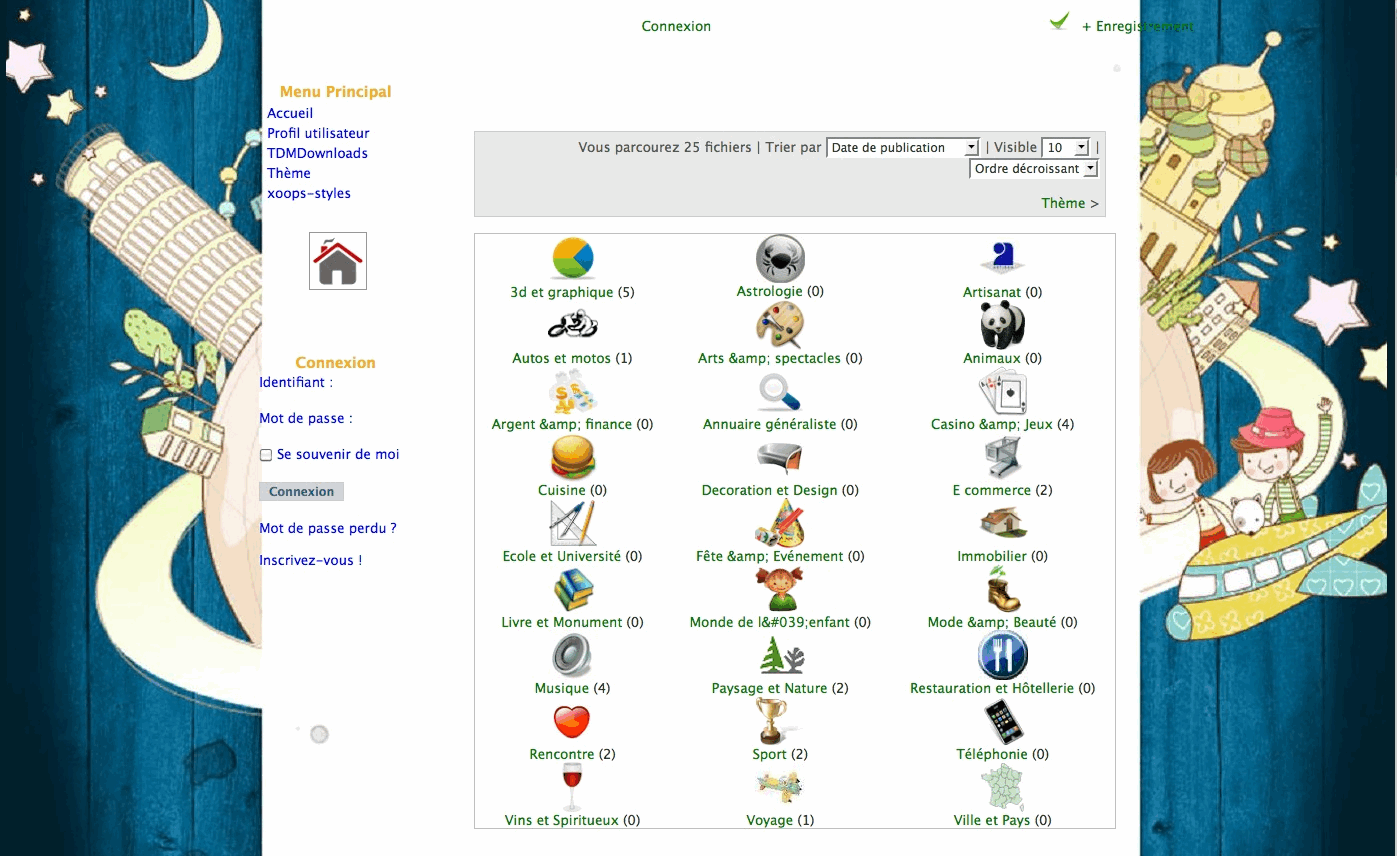 Connexion
+ Enregistrement
Menu Principal
Accueil
Profil utilisateur
TDMDownloads
Thème
xoops-styles
Connexion
Identifiant :
Mot de passe :
Se souvenir de moi
Connexion
Mot de passe perdu ?
Inscrivez-vous !
Vous parcourez 25 fichiers | Trier par Date de publication | Visible 10 |
Ordre décroissant
Thème >
3d et graphique (5) Astrologie (0) Artisanat (0)
Autos et motos (1) Arts &amp; spectacles (0) Animaux (0)
Argent &amp; finance (0) Annuaire généraliste (0) Casino &amp; Jeux (4)
Cuisine (0) Decoration et Design (0) E commerce (2)
Ecole et Université (0) Fête &amp; Evénement (0) Immobilier (0)
Livre et Monument (0) Monde de l&#039;enfant (0) Mode &amp; Beauté (0)
Musique (4) Paysage et Nature (2) Restauration et Hôtellerie (0)
Rencontre (2) Sport (2) Téléphonie (0)
Vins et Spiritueux (0) Voyage (1) Ville et Pays (0)